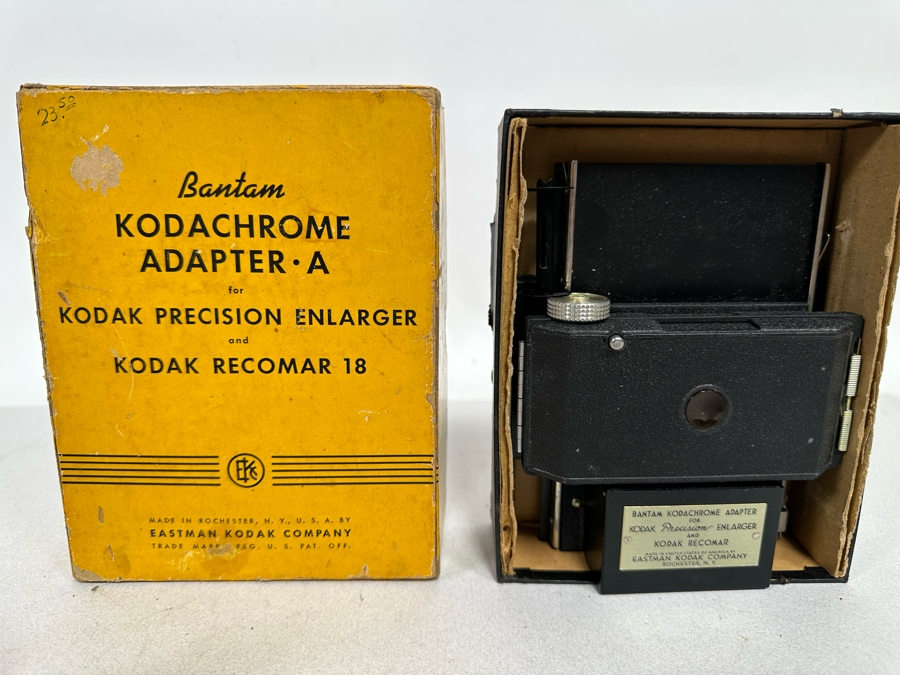 23.50
Bantam
KODACHROME
ADAPTER·A
for
KODAK PRECISION ENLARGER
and
KODAK RECOMAR 18
EKC
MADE IN ROCHESTER, N. Y., U. S. A. BY
EASTMAN KODAK COMPANY
TRADE MARK REG. U. S. PAT. OFF.
BANTAM KODACHROME ADAPTER
FOR
KODAK Precision ENLARGER
AND
KODAK RECOMAR
MADE IN UNITED STATES OF AMERICA BY
EASTMAN KODAK COMPANY
ROCHESTER, N. Y.